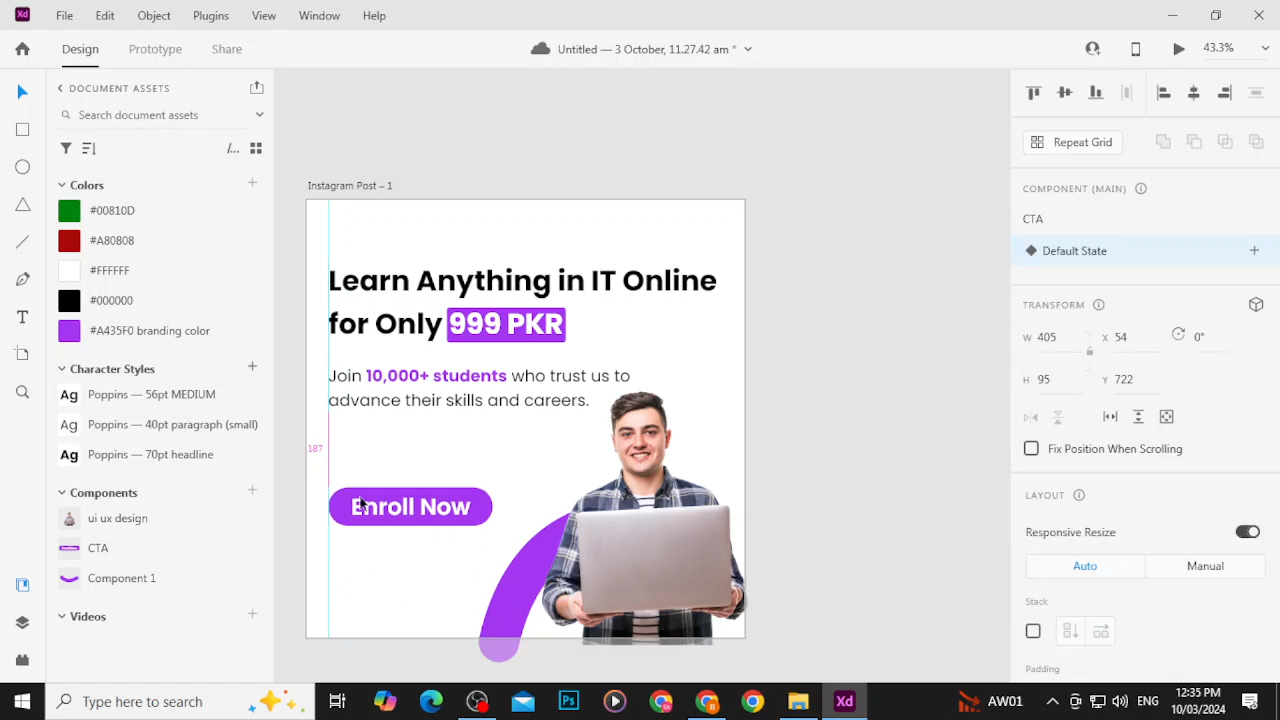 Xd File Edit Object Plugins View Window Help
Design Prototype Share Untitled — 3 October, 11.27.42 am * 43.3%
DOCUMENT ASSETS
Search document assets
/...
Colors
#00810D
#A80808
#FFFFFF
#000000
#A435F0 branding color
Character Styles
Ag Poppins — 56pt MEDIUM
Ag Poppins — 40pt paragraph (small)
Ag Poppins — 70pt headline
Components
ui ux design
CTA
Component 1
Videos
Instagram Post – 1
Learn Anything in IT Online
for Only 999 PKR
Join 10,000+ students who trust us to
advance their skills and careers.
187
Enroll Now
Repeat Grid
COMPONENT (MAIN)
CTA
Default State
TRANSFORM
W 405 X 54 0°
H 95 Y 722
Fix Position When Scrolling
LAYOUT
Responsive Resize
Auto Manual
Stack
Padding
Type here to search
Ps
Xd
AW01
ENG
12:35 PM
10/03/2024